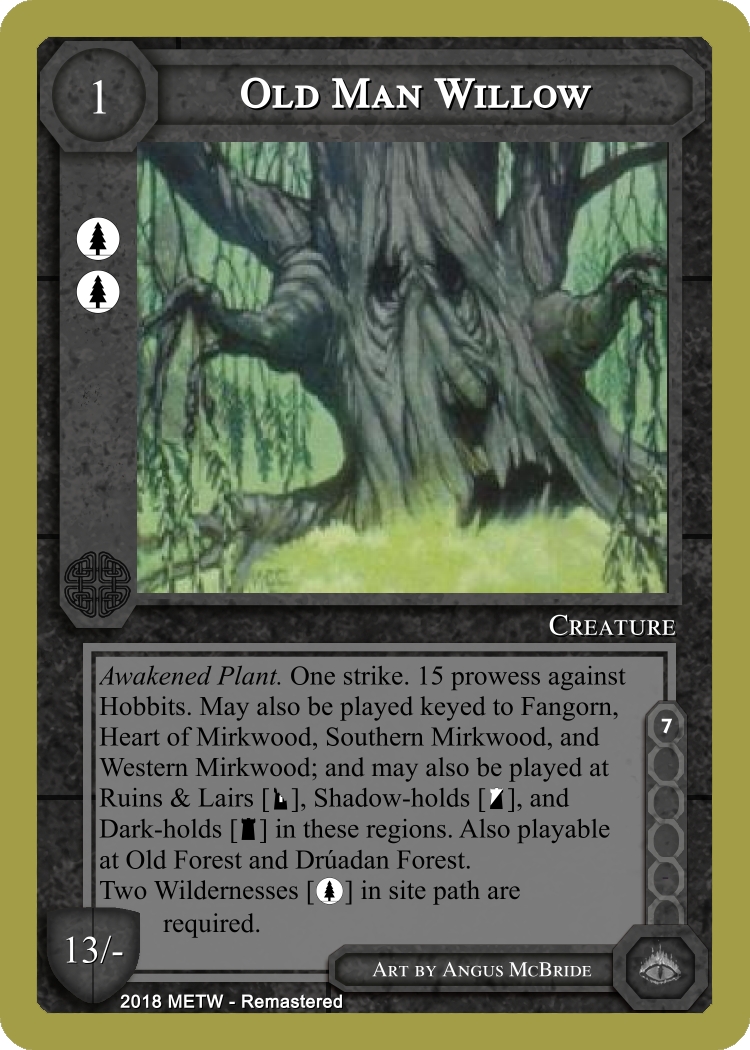 1
OLD MAN WILLOW
MCB
CREATURE
Awakened Plant. One strike. 15 prowess against
Hobbits. May also be played keyed to Fangorn,
Heart of Mirkwood, Southern Mirkwood, and
Western Mirkwood; and may also be played at
Ruins & Lairs [ ], Shadow-holds [ ], and
Dark-holds [ ] in these regions. Also playable
at Old Forest and Drúadan Forest.
Two Wildernesses [ ] in site path are
required.
7
13/-
ART BY ANGUS MCBRIDE
2018 METW - Remastered